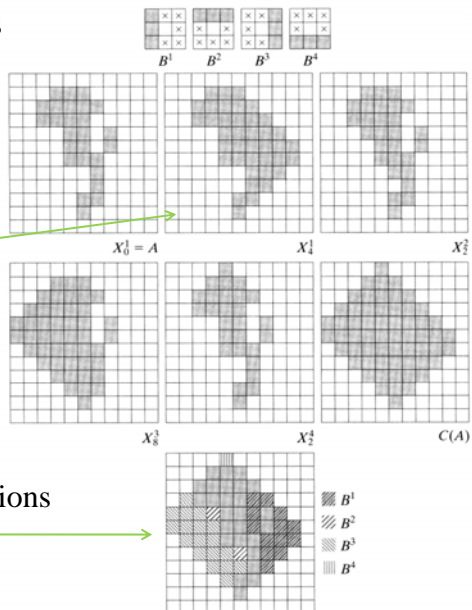 B¹ B² B³ B⁴
X₀¹ = A X₄¹ X₂²
X₈³ X₂⁴ C(A)
B¹
ions B²
B³
B⁴